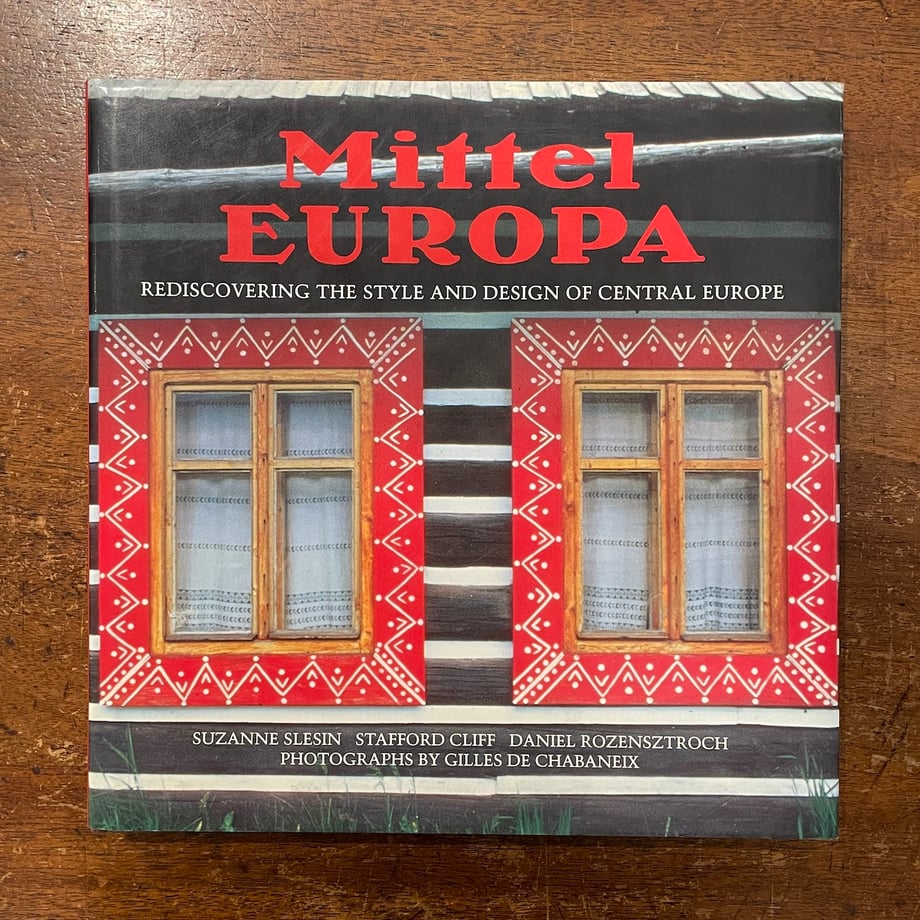 Mittel
EUROPA
REDISCOVERING THE STYLE AND DESIGN OF CENTRAL EUROPE
SUZANNE SLESIN STAFFORD CLIFF DANIEL ROZENSZTROCH
PHOTOGRAPHS BY GILLES DE CHABANEIX